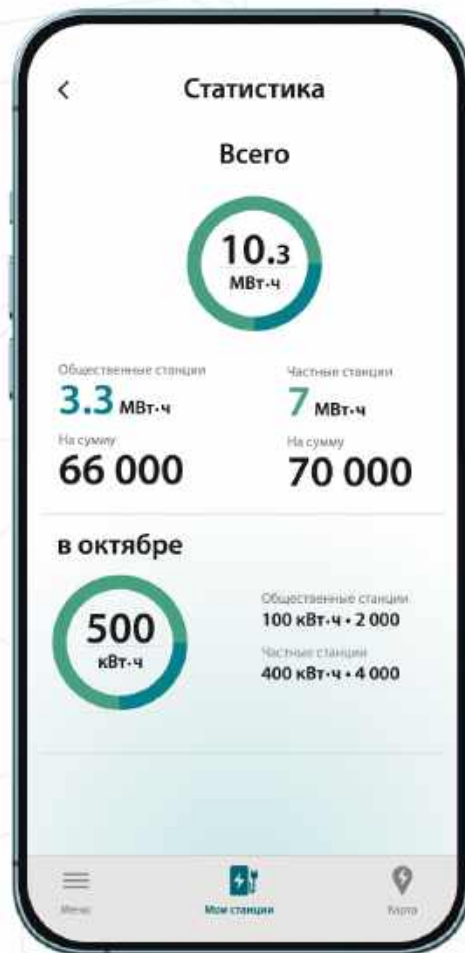 Статистика
Всего
10.3
МВт·ч
Общественные станции
3.3 МВт·ч
На сумму
66 000
Частные станции
7 МВт·ч
На сумму
70 000
в октябре
500
кВт·ч
Общественные станции
100 кВт·ч • 2 000
Частные станции
400 кВт·ч • 4 000
Меню
Мои станции
Карта